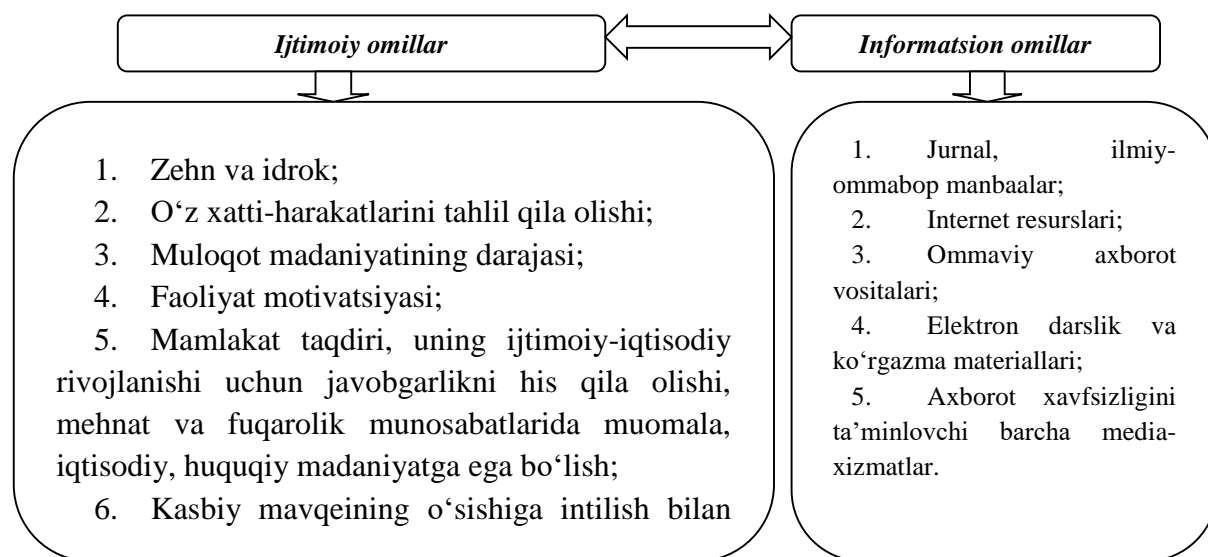 Ijtimoiy omillar
1. Zehn va idrok;
2. O‘z xatti-harakatlarini tahlil qila olishi;
3. Muloqot madaniyatining darajasi;
4. Faoliyat motivatsiyasi;
5. Mamlakat taqdiri, uning ijtimoiy-iqtisodiy
rivojlanishi uchun javobgarlikni his qila olishi,
mehnat va fuqarolik munosabatlarida muomala,
iqtisodiy, huquqiy madaniyatga ega bo‘lish;
6. Kasbiy mavqeining o‘sishiga intilish bilan
Informatsion omillar
1. Jurnal, ilmiy-
ommabop manbaalar;
2. Internet resurslari;
3. Ommaviy axborot
vositalari;
4. Elektron darslik va
ko‘rgazma materiallari;
5. Axborot xavfsizligini
ta’minlovchi barcha media-
xizmatlar.